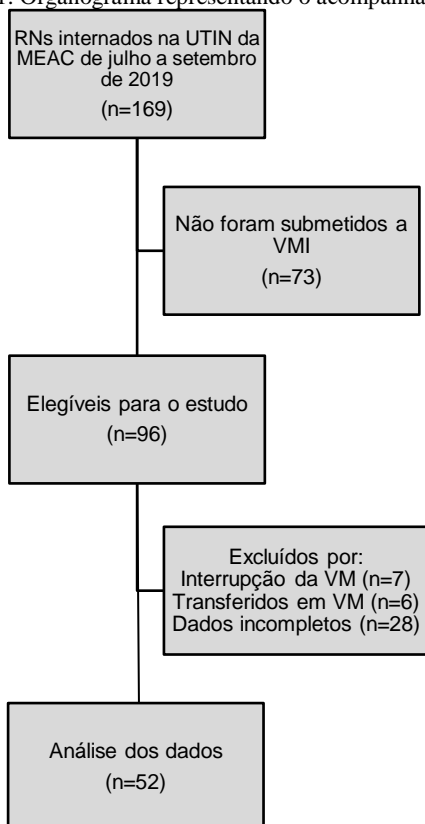 Organograma representando o
RNs internados na UTIN da
MEAC de julho a setembro
de 2019
(n=169)
Não foram submetidos a
VMI
(n=73)
Elegíveis para o estudo
(n=96)
Excluídos por:
Interrupção da VM (n=7)
Transferidos em VM (n=6)
Dados incompletos (n=28)
Análise dos dados
(n=52)